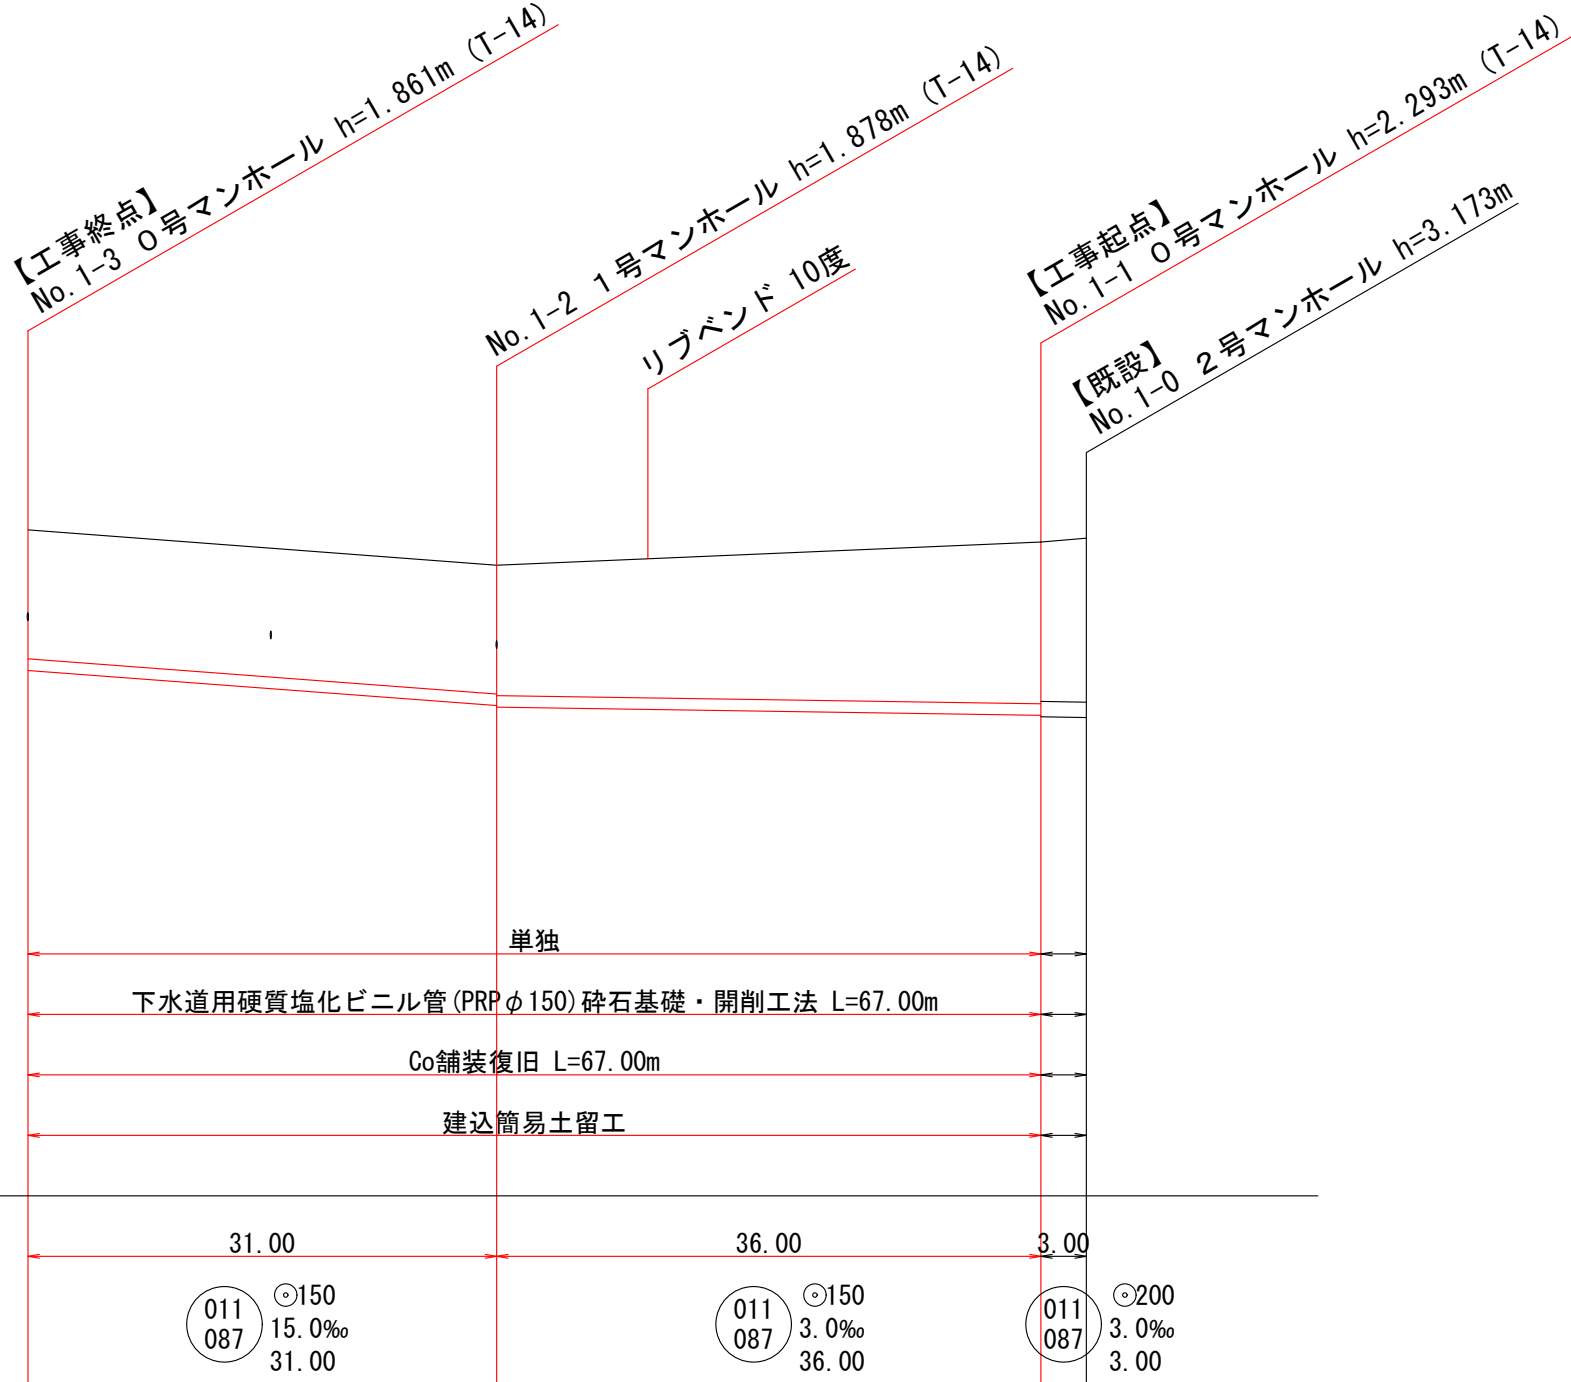 【工事終点】
No.1-3 0号マンホール h=1.861m (T-14)
No.1-2 1号マンホール h=1.878m (T-14)
リブベンド 10度
【工事起点】
No.1-1 0号マンホール h=2.293m (T-14)
【既設】
No.1-0 2号マンホール h=3.173m
単独
下水道用硬質塩化ビニル管(PRPφ150)砕石基礎・開削工法 L=67.00m
Co舗装復旧 L=67.00m
建込簡易土留工
31.00
36.00
3.00
011
087
◎150
15.0‰
31.00
011
087
◎150
3.0‰
36.00
011
087
◎200
3.0‰
3.00